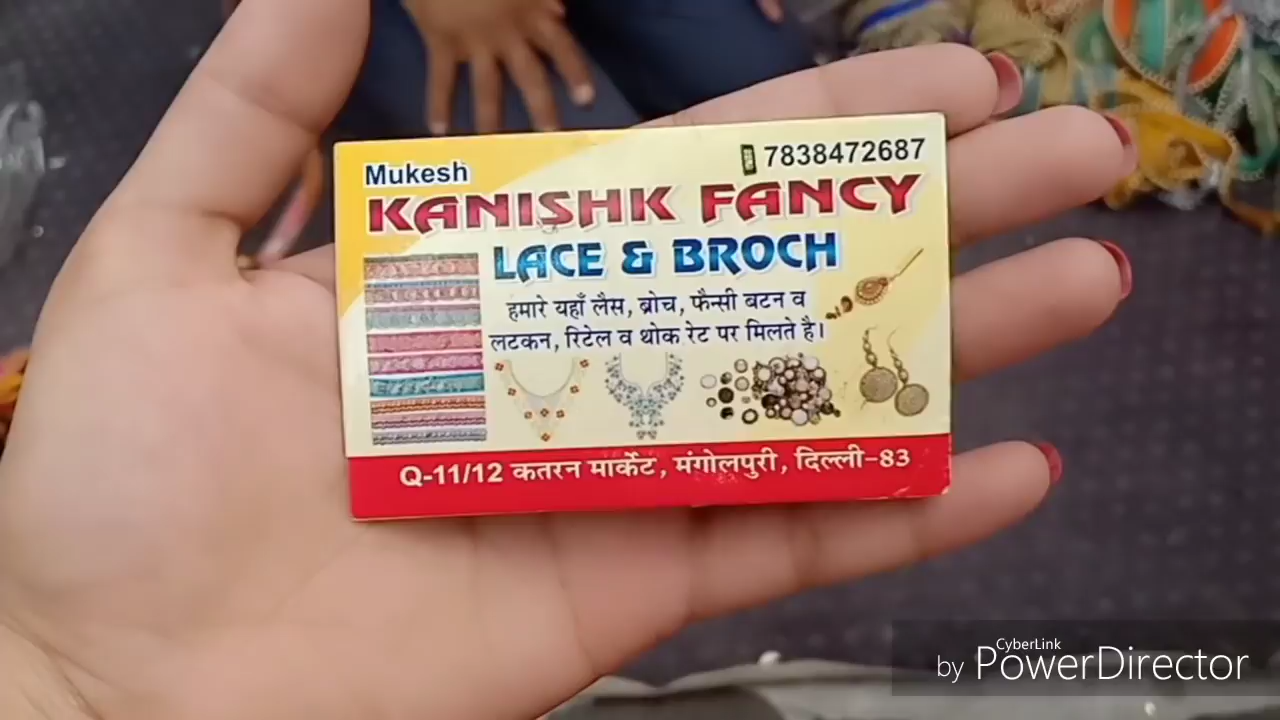 Mukesh
7838472687
KANISHK FANCY
LACE & BROCH
हमारे यहाँ लैस, ब्रोच, फैन्सी बटन व
लटकन, रिटेल व थोक रेट पर मिलते है।
Q-11/12 कतरन मार्केट, मंगोलपुरी, दिल्ली-83
CyberLink
by PowerDirector